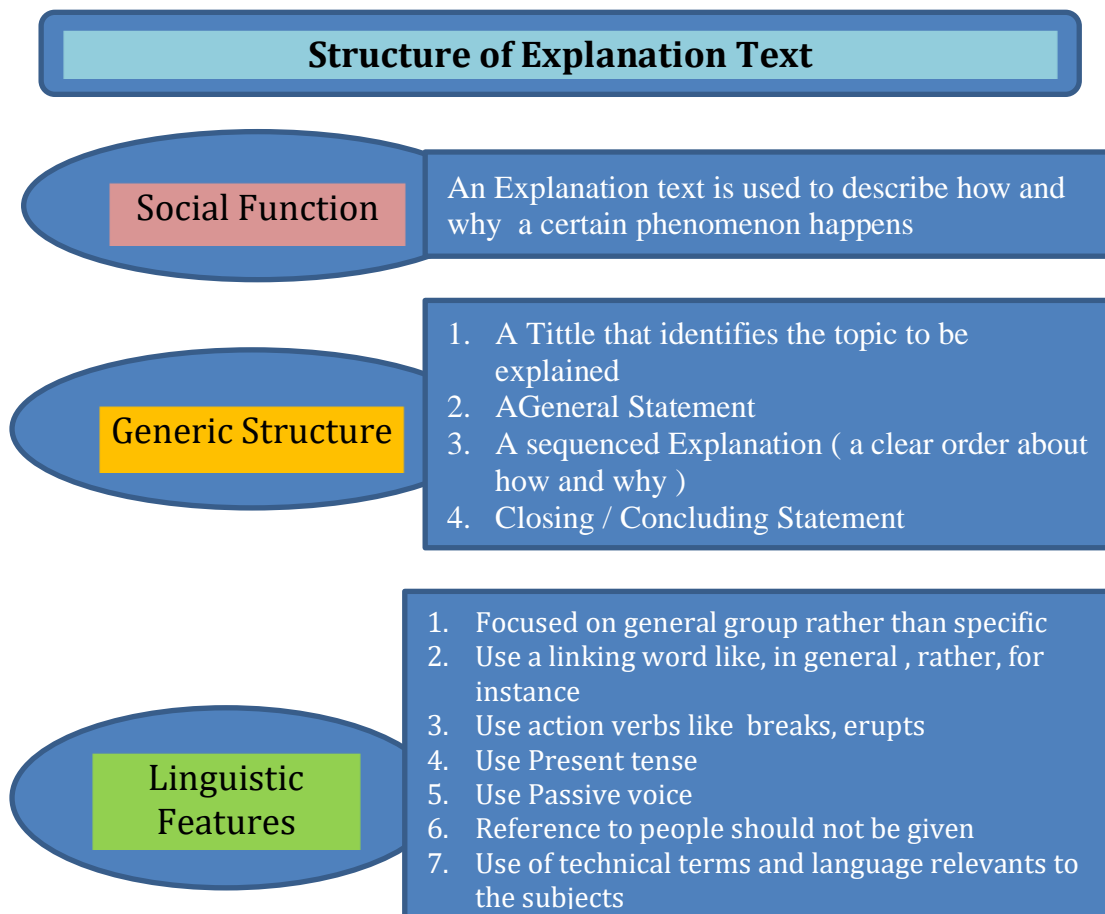 Structure of Explanation Text
Social Function
An Explanation text is used to describe how and
why a certain phenomenon happens
Generic Structure
1. A Tittle that identifies the topic to be
explained
2. AGeneral Statement
3. A sequenced Explanation ( a clear order about
how and why )
4. Closing / Concluding Statement
Linguistic
Features
1. Focused on general group rather than specific
2. Use a linking word like, in general , rather, for
instance
3. Use action verbs like breaks, erupts
4. Use Present tense
5. Use Passive voice
6. Reference to people should not be given
7. Use of technical terms and language relevants to
the subjects